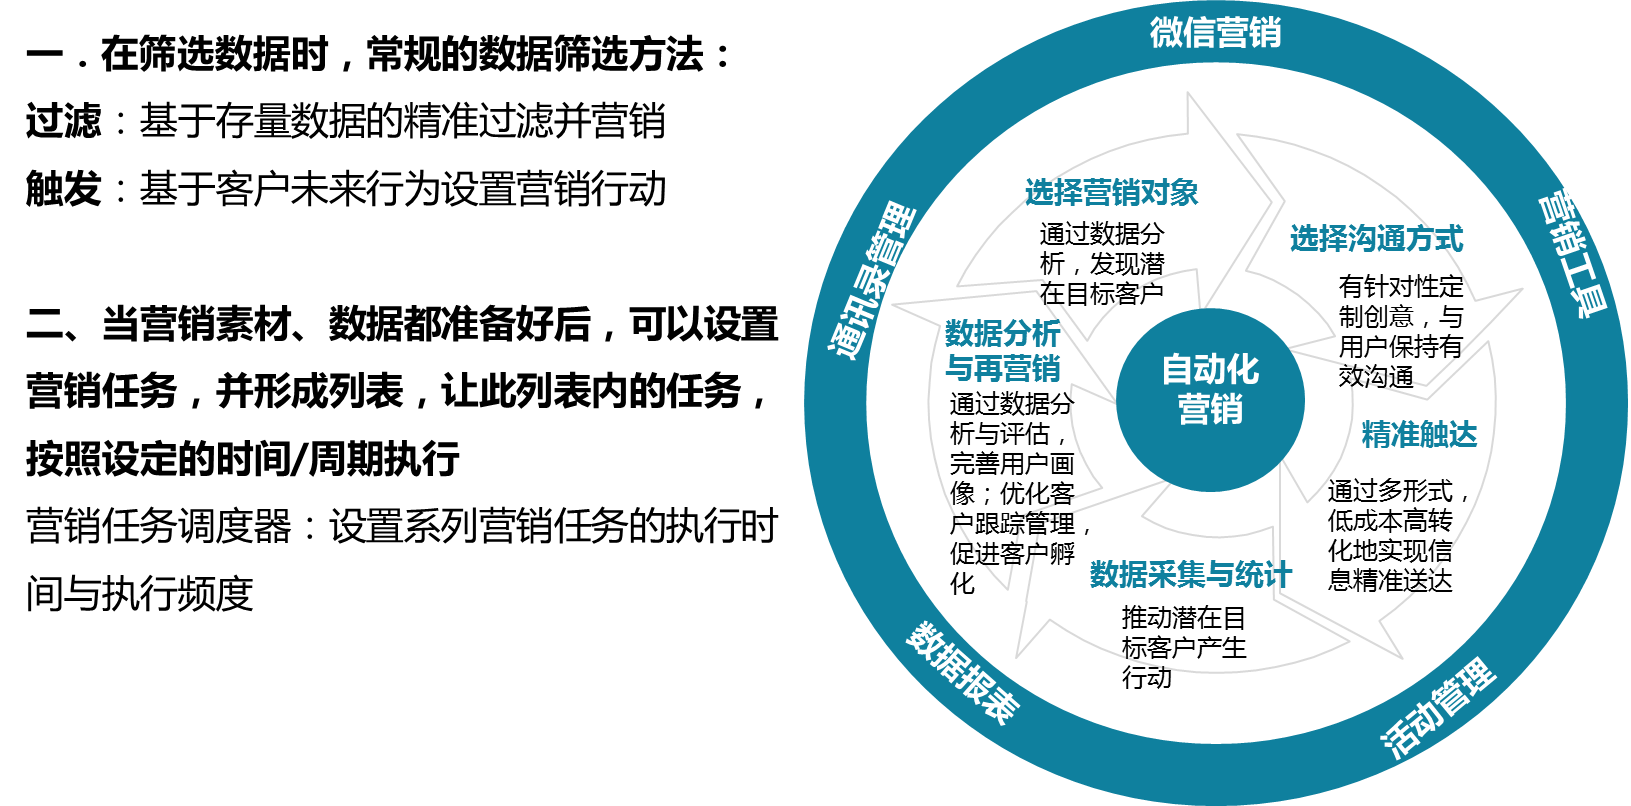 一．在筛选数据时，常规的数据筛选方法：
过滤：基于存量数据的精准过滤并营销
触发：基于客户未来行为设置营销行动
二、当营销素材、数据都准备好后，可以设置
营销任务，并形成列表，让此列表内的任务，
按照设定的时间/周期执行
营销任务调度器：设置系列营销任务的执行时
间与执行频度
微信营销
营销工具
活动管理
数据报表
通讯录管理
选择营销对象
通过数据分
析，发现潜
在目标客户
选择沟通方式
有针对性定
制创意，与
用户保持有
效沟通
精准触达
通过多形式，
低成本高转
化地实现信
息精准送达
数据采集与统计
推动潜在目
标客户产生
行动
数据分析
与再营销
通过数据分
析与评估，
完善用户画
像；优化客
户跟踪管理，
促进客户孵
化
自动化
营销